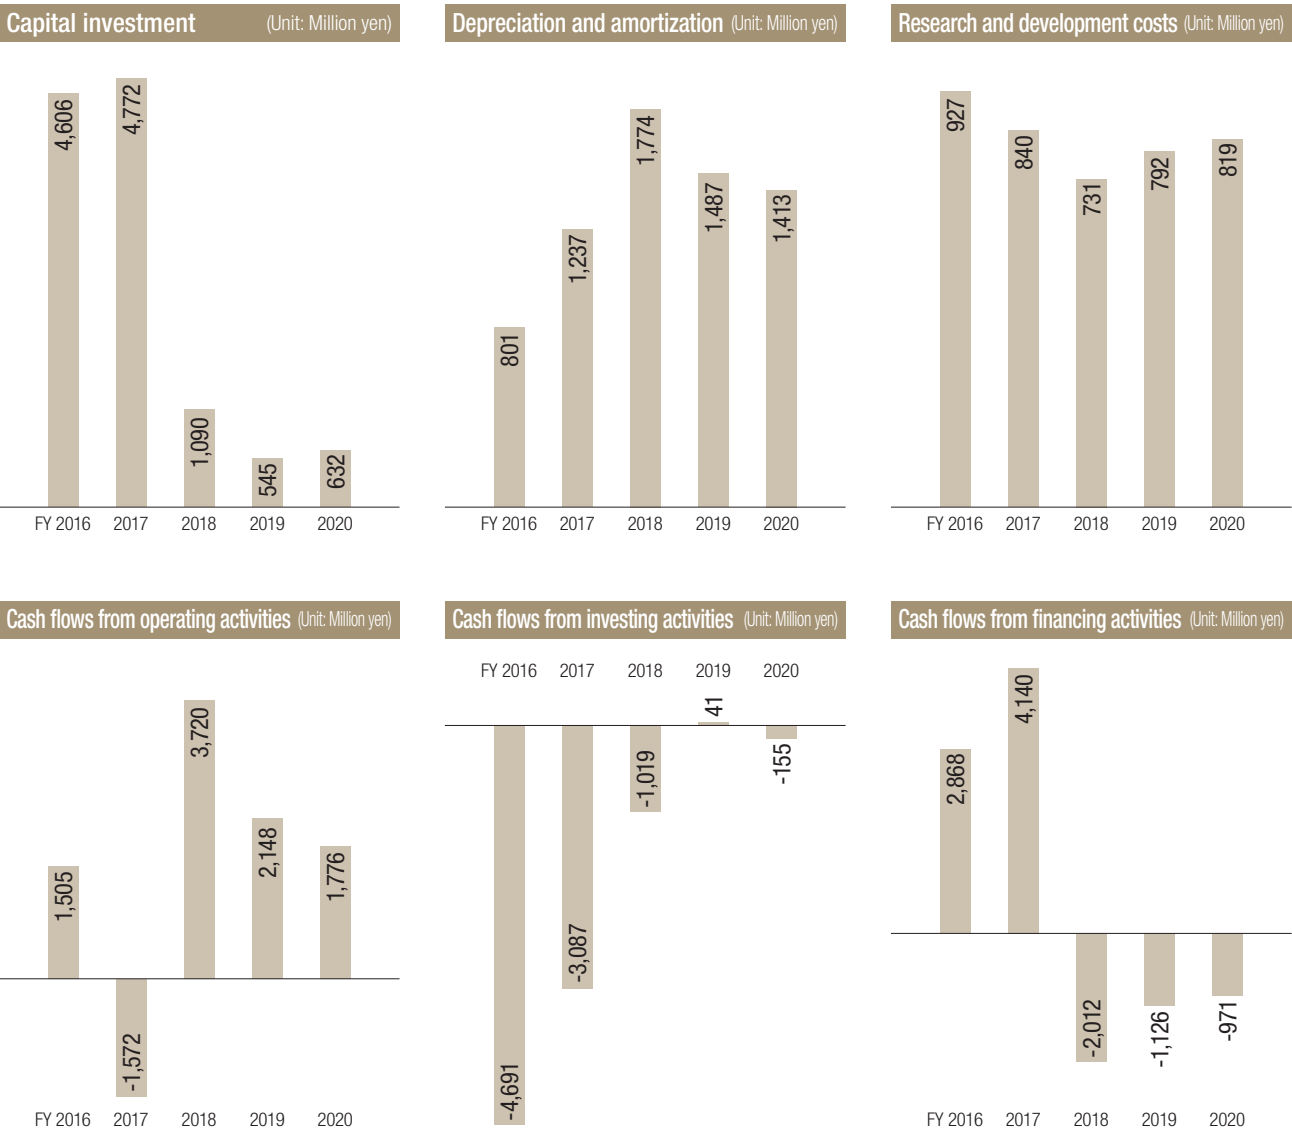 Capital investment (Unit: Million yen)
4,606
4,772
1,090
545
632
FY 2016 2017 2018 2019 2020
Depreciation and amortization (Unit: Million yen)
801
1,237
1,774
1,487
1,413
FY 2016 2017 2018 2019 2020
Research and development costs (Unit: Million yen)
927
840
731
792
819
FY 2016 2017 2018 2019 2020
Cash flows from operating activities (Unit: Million yen)
1,505
-1,572
3,720
2,148
1,776
FY 2016 2017 2018 2019 2020
Cash flows from investing activities (Unit: Million yen)
FY 2016 2017 2018 2019 2020
-4,691
-3,087
-1,019
41
-155
Cash flows from financing activities (Unit: Million yen)
2,868
4,140
-2,012
-1,126
-971
FY 2016 2017 2018 2019 2020